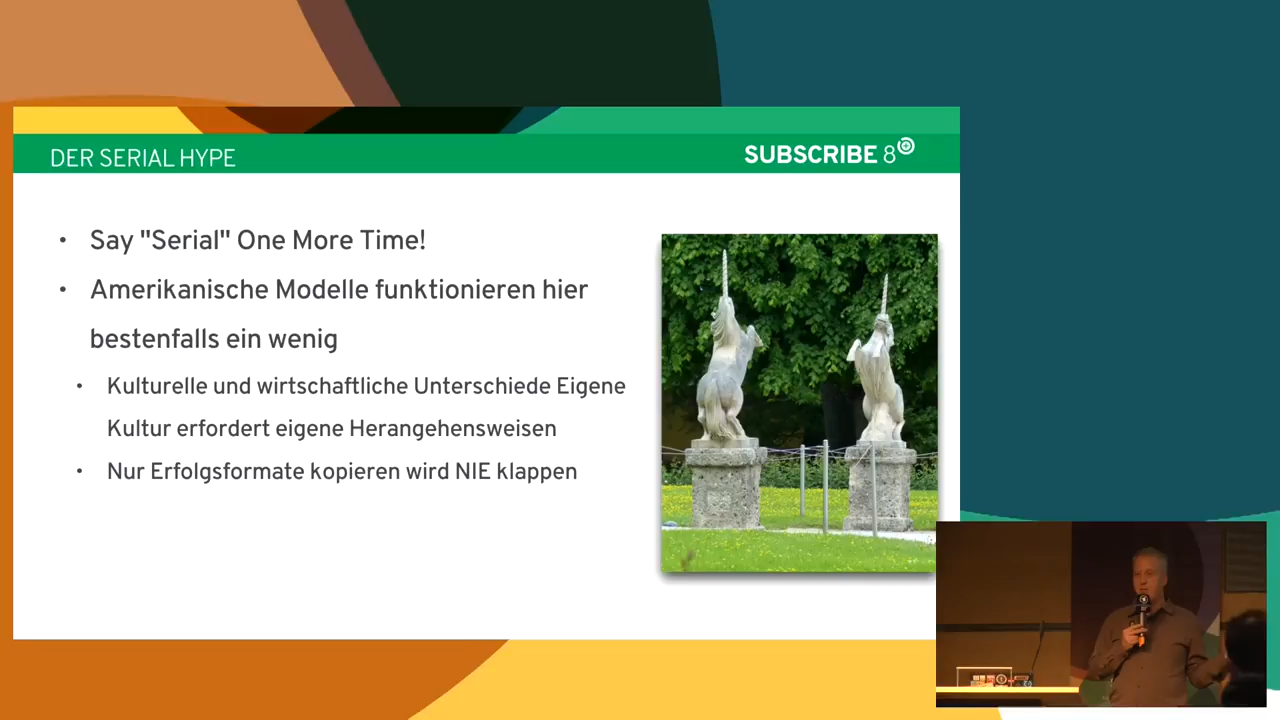 DER SERIAL HYPE
SUBSCRIBE 8
• Say "Serial" One More Time!
• Amerikanische Modelle funktionieren hier
bestenfalls ein wenig
• Kulturelle und wirtschaftliche Unterschiede Eigene
Kultur erfordert eigene Herangehensweisen
• Nur Erfolgsformate kopieren wird NIE klappen